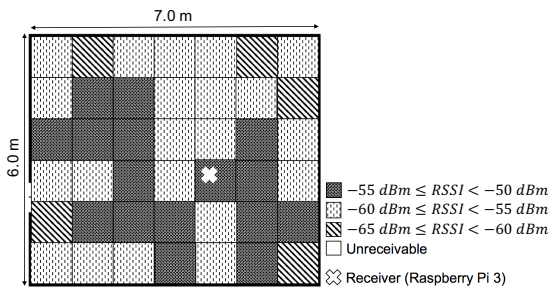 7.0 m
6.0 m
−55 dBm ≤ RSSI < −50 dBm
−60 dBm ≤ RSSI < −55 dBm
−65 dBm ≤ RSSI < −60 dBm
Unreceivable
Receiver (Raspberry Pi 3)